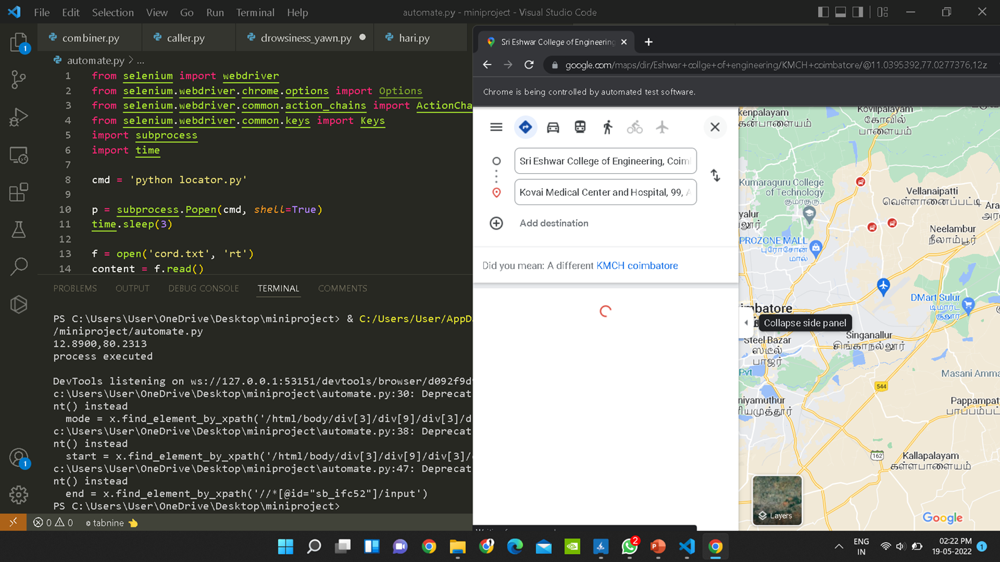 File Edit Selection View Go Run Terminal Help
automate.py - miniproject - Visual Studio Code
combiner.py
caller.py
drowsiness_yawn.py
hari.py
automate.py > ...
1 from selenium import webdriver
2 from selenium.webdriver.chrome.options import Options
3 from selenium.webdriver.common.action_chains import ActionCha
4 from selenium.webdriver.common.keys import Keys
5 import subprocess
6 import time
7
8 cmd = 'python locator.py'
9
10 p = subprocess.Popen(cmd, shell=True)
11 time.sleep(3)
12
13 f = open('cord.txt', 'rt')
14 content = f.read()
PROBLEMS OUTPUT DEBUG CONSOLE TERMINAL COMMENTS
PS C:\Users\User\OneDrive\Desktop\miniproject> & C:/Users/User/AppD
/miniproject/automate.py
12.8900,80.2313
process executed
DevTools listening on ws://127.0.0.1:53151/devtools/browser/d092f9d
c:\Users\User\OneDrive\Desktop\miniproject\automate.py:30: Deprecat
nt() instead
mode = x.find_element_by_xpath('/html/body/div[3]/div[9]/div[3]/d
c:\Users\User\OneDrive\Desktop\miniproject\automate.py:38: Deprecat
nt() instead
start = x.find_element_by_xpath('/html/body/div[3]/div[9]/div[3]/
c:\Users\User\OneDrive\Desktop\miniproject\automate.py:47: Deprecat
nt() instead
end = x.find_element_by_xpath('//*[@id="sb_ifc52"]/input')
PS C:\Users\User\OneDrive\Desktop\miniproject>
1
1
0 0 tabnine
Sri Eshwar College of Engineering
google.com/maps/dir/Eshwar+collge+of+engineering/KMCH+coimbatore/@11.0395392,77.0277376,12z
Chrome is being controlled by automated test software.
Sri Eshwar College of Engineering, Coim
Kovai Medical Center and Hospital, 99, A
Add destination
Did you mean: A different KMCH coimbatore
kenpalayam
கன்பாளையம்
Kovilpalayam
கோவில்
பாளையம்
Kumaraguru College
of Technology
குமரகுரு...
Vellanaipatti
வெள்ளானைப்பட்டி
Ara
அரச
yalur
லூர்
PROZONE MALL
புரோசோன்
மால்
Neelambur
நீலாம்பூர்
DMart Sulur
டிமார்ட்
சூலூர்
mbatore
Collapse side panel
Steel Bazar
ஸ்டீல்
பாஜர்
Singanallur
சிங்காநல்லூர்
Pvt
Masani Amma
544
niyamuthur
ியமுத்தூர்
Pappampat
பாப்பம்பட்
162
Kallapalayam
கள்ளபாளையம்
Layers
Google
2
ENG
IN
02:22 PM
19-05-2022
1